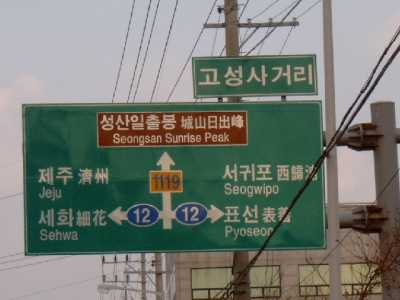 고성사거리
성산일출봉 城山日出峰
Seongsan Sunrise Peak
제주 濟州
Jeju
1119
서귀포 西歸浦
Seogwipo
세화 細花
Sehwa
12
12
표선 表善
Pyoseon